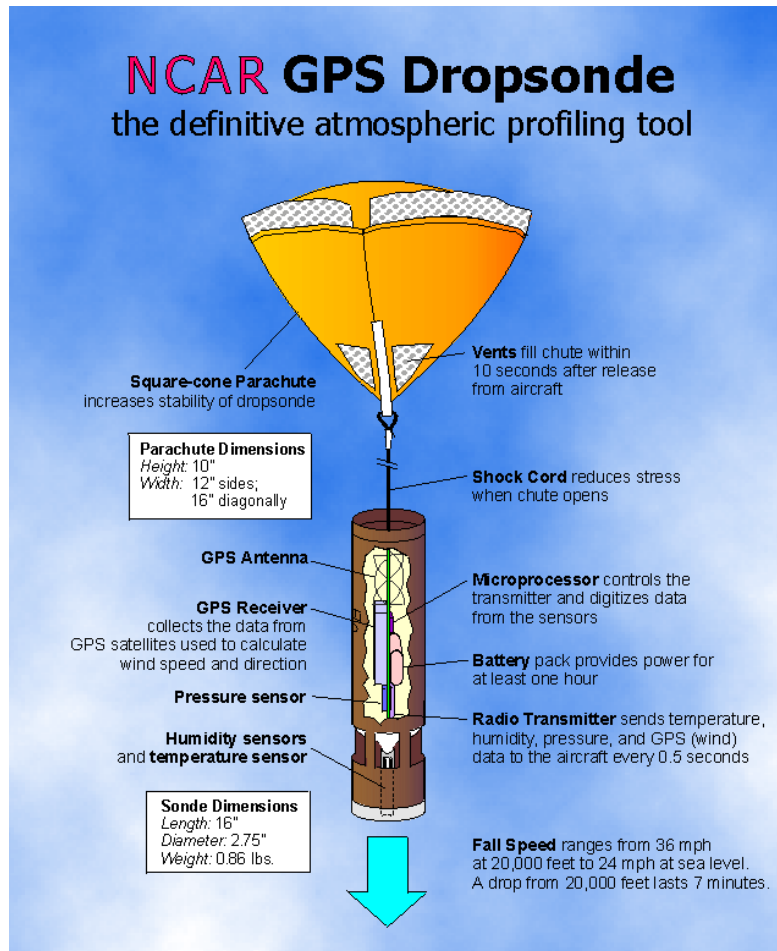 NCAR GPS Dropsonde
the definitive atmospheric profiling tool
Square-cone Parachute
increases stability of dropsonde
Vents fill chute within
10 seconds after release
from aircraft
Parachute Dimensions
Height: 10"
Width: 12" sides;
16" diagonally
Shock Cord reduces stress
when chute opens
GPS Antenna
GPS Receiver
collects the data from
GPS satellites used to calculate
wind speed and direction
Microprocessor controls the
transmitter and digitizes data
from the sensors
Battery pack provides power for
at least one hour
Pressure sensor
Radio Transmitter sends temperature,
humidity, pressure, and GPS (wind)
data to the aircraft every 0.5 seconds
Humidity sensors
and temperature sensor
Sonde Dimensions
Length: 16"
Diameter: 2.75"
Weight: 0.86 lbs.
Fall Speed ranges from 36 mph
at 20,000 feet to 24 mph at sea level.
A drop from 20,000 feet lasts 7 minutes.